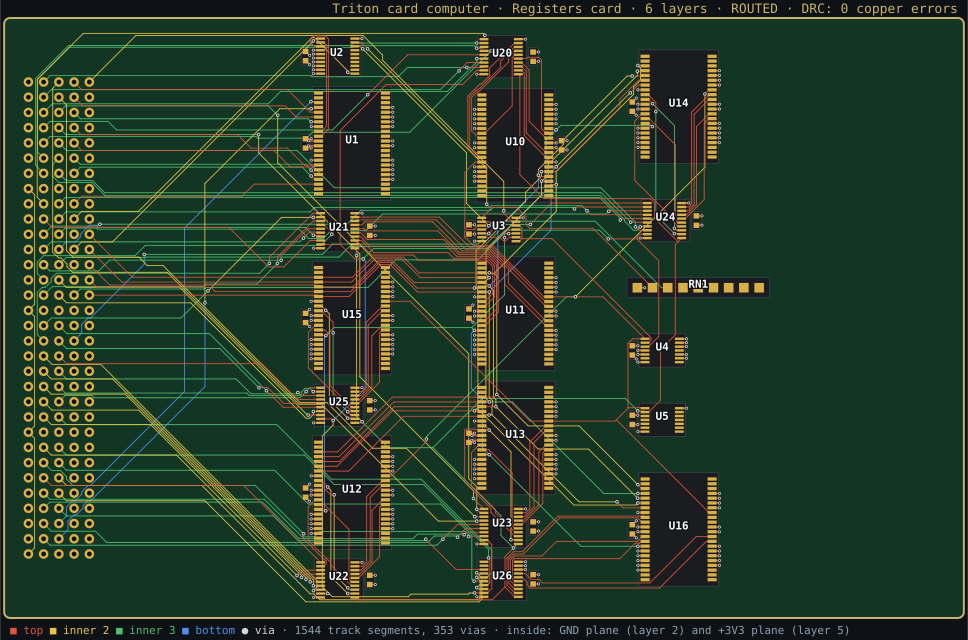 Triton card computer · Registers card · 6 layers · ROUTED · DRC: 0 copper errors
U2
U20
U14
U1
U10
U24
U21
U3
RN1
U15
U11
U4
U25
U5
U13
U12
U23
U16
U22
U26
■ top ■ inner 2 ■ inner 3 ■ bottom ● via · 1544 track segments, 353 vias · inside: GND plane (layer 2) and +3V3 plane (layer 5)